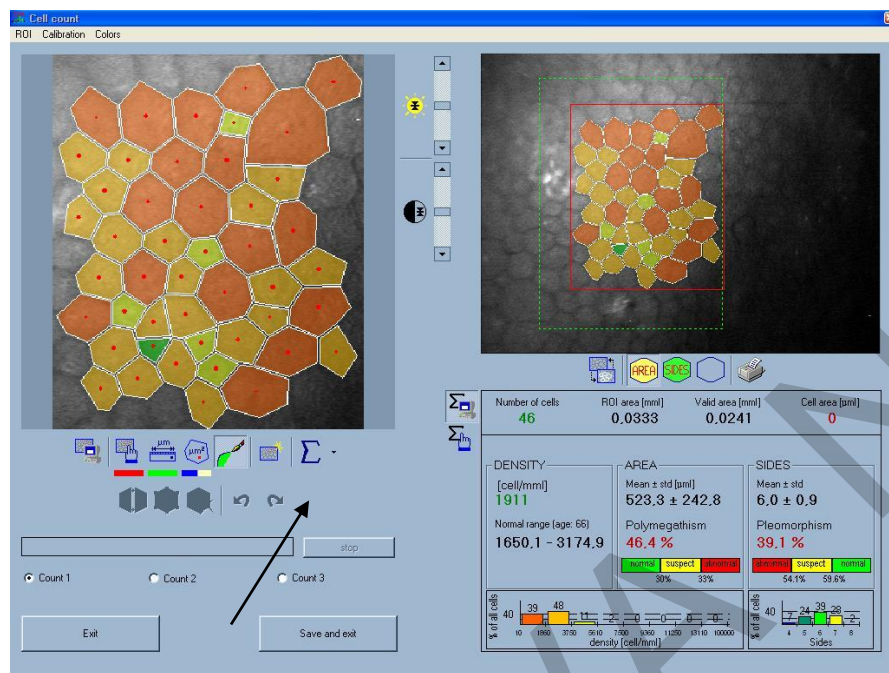 Cell count
ROI Calibration Colors
AREA SIDES
Number of cells ROI area [mml] Valid area [mml] Cell area [µml]
46 0,0333 0,0241 0
µm
µm²
DENSITY
[cell/mml]
1911
Normal range (age: 66)
1650,1 - 3174,9
AREA
Mean ± std [µml]
523,3 ± 242,8
Polymegathism
46,4 %
normal suspect abnormal
30% 33%
SIDES
Mean ± std
6,0 ± 0,9
Pleomorphism
39,1 %
abnormal suspect normal
54.1% 59.6%
stop
Count 1 Count 2 Count 3
Exit Save and exit
% of all cells
40
39 48 11 2 0 0 0 0
10 1860 3750 5610 7500 9360 11250 13110 100000
density [cell/mml]
% of all cells
40
7 24 39 28 2
4 5 6 7 8
Sides